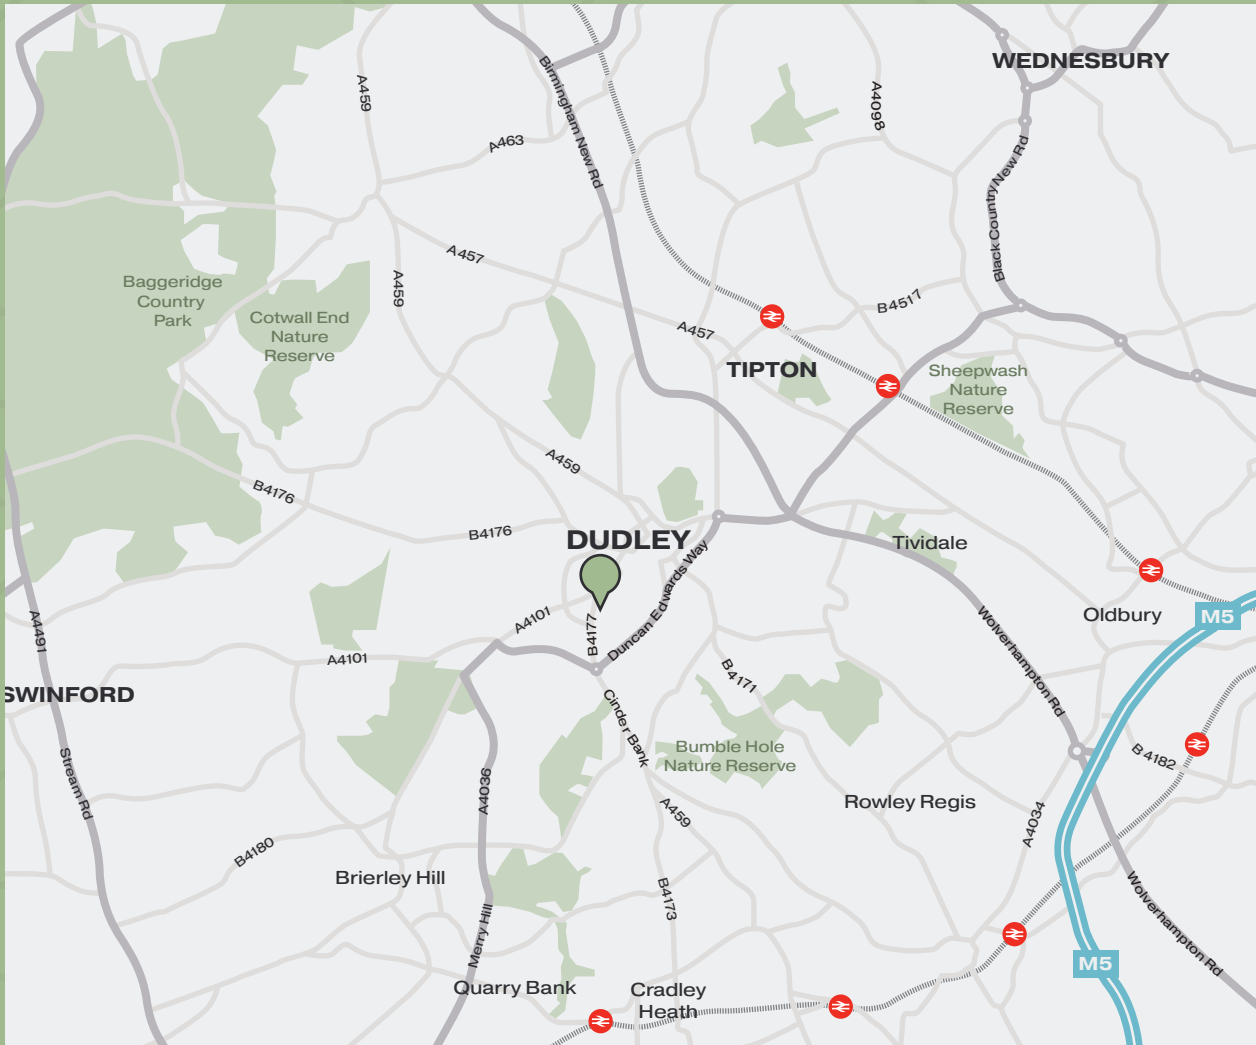 WEDNESBURY
A459
Birmingham New Rd
A4098
A463
Black Country New Rd
A457
A459
Baggeridge
Country
Park
Cotwall End
Nature
Reserve
B4517
A457
TIPTON
Sheepwash
Nature
Reserve
A459
B4176
B4176
DUDLEY
Tividale
Duncan Edwards Way
A4101
B4177
A4491
A4101
Oldbury
M5
Wolverhampton Rd
SWINFORD
B4171
Cinder Bank
Bumble Hole
Nature Reserve
B4182
Stream Rd
A4036
Rowley Regis
A459
A4034
B4180
Brierley Hill
B4173
Wolverhampton Rd
Merry Hill
M5
Quarry Bank
Cradley
Heath